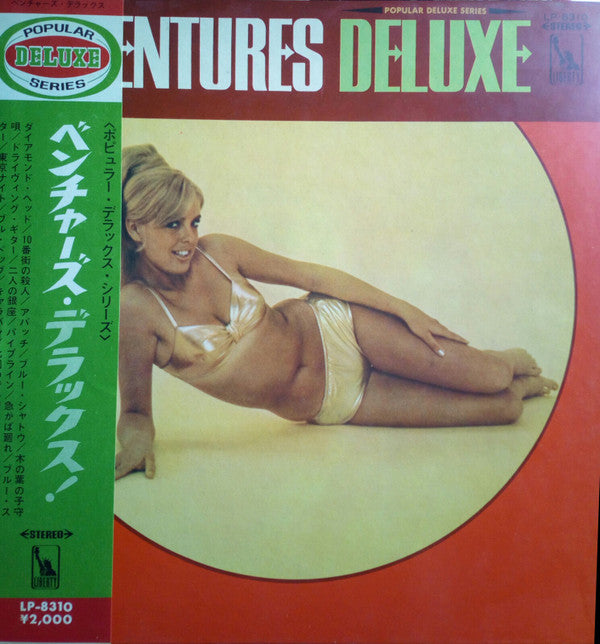 ベンチャーズ・デラックス
POPULAR
DELUXE
SERIES
POPULAR DELUXE SERIES
LP-8310
STEREO
LIBERTY
ENTURES DELUXE
〈ポピュラー・デラックス・シリーズ〉
ベンチャーズ・デラックス!
ダイアモンド・ヘッド/10番街の殺人/アパッチ/ブルー・シャトウ/木の葉の子守
唄/ドライヴィング・ギター/二人の銀座/パイプライン/急がば廻れ/ブルー・ス
ター/東京ナイト/ブルー
STEREO
LIBERTY
LP-8310
¥2,000